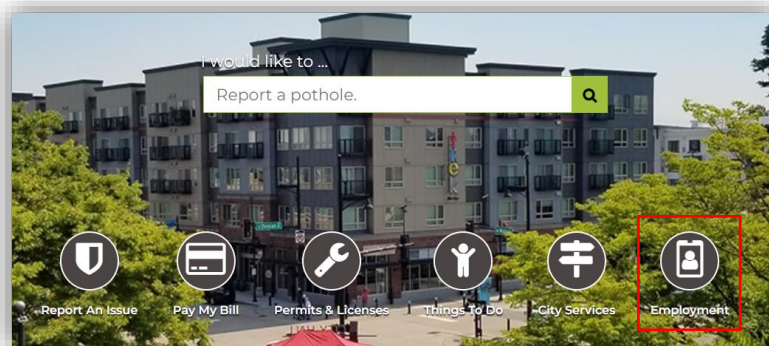 I would like to ...
Report a pothole.
trek
Report An Issue
Pay My Bill
Permits & Licenses
Things To Do
City Services
Employment